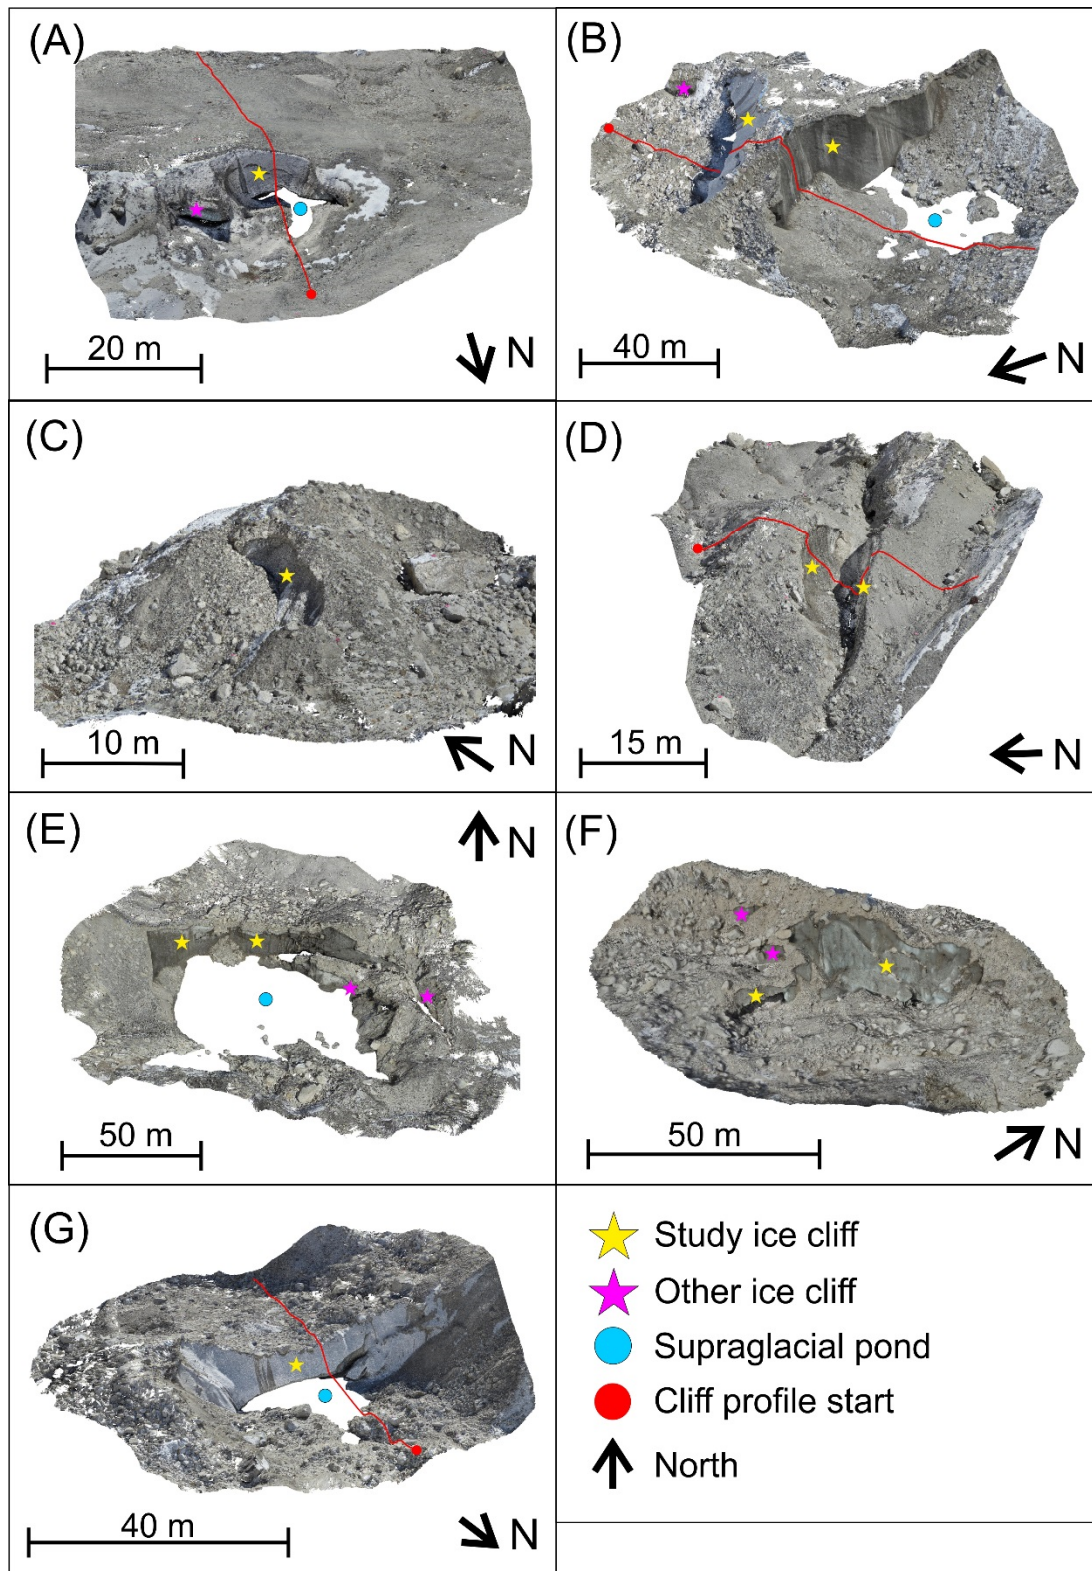 (A)
20 m
N
(B)
40 m
N
(C)
10 m
N
(D)
15 m
N
(E)
N
50 m
(F)
50 m
N
(G)
40 m
N
Study ice cliff
Other ice cliff
Supraglacial pond
Cliff profile start
North